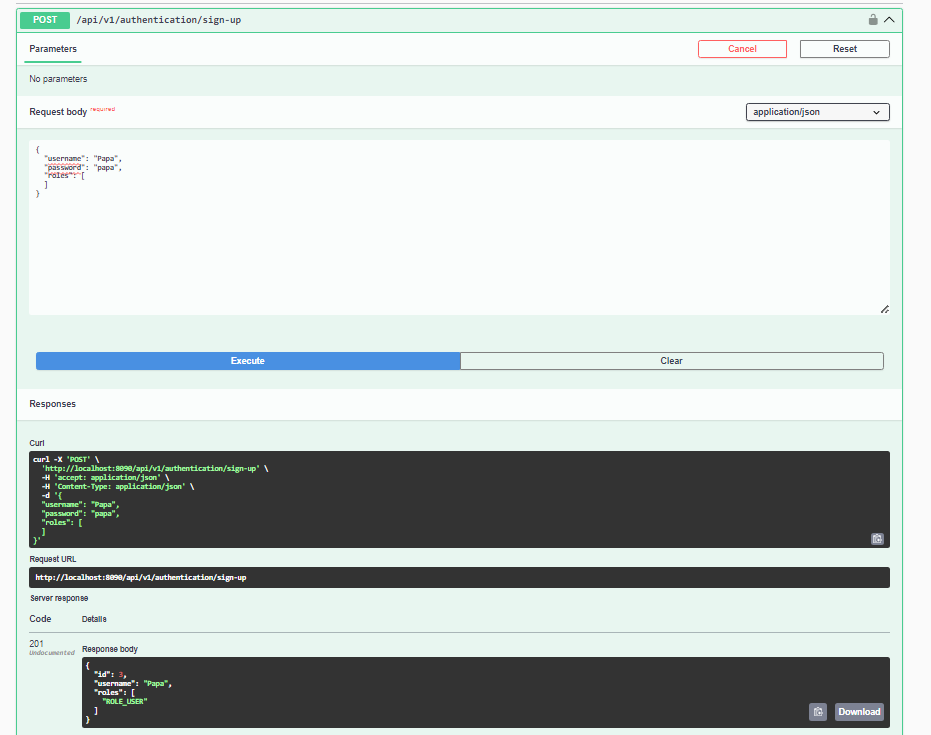 POST /api/v1/authentication/sign-up
Parameters
Cancel
Reset
No parameters
Request body required
application/json
{
  "username": "Papa",
  "password": "papa",
  "roles": [
  ]
}
Execute
Clear
Responses
Curl
curl -X 'POST' \
  'http://localhost:8090/api/v1/authentication/sign-up' \
  -H 'accept: application/json' \
  -H 'Content-Type: application/json' \
  -d '{
  "username": "Papa",
  "password": "papa",
  "roles": [
  ]
}'
Request URL
http://localhost:8090/api/v1/authentication/sign-up
Server response
Code Details
201
Undocumented
Response body
{
  "id": 3,
  "username": "Papa",
  "roles": [
    "ROLE_USER"
  ]
}
Download